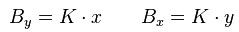 B_y = K · x  B_x = K · y